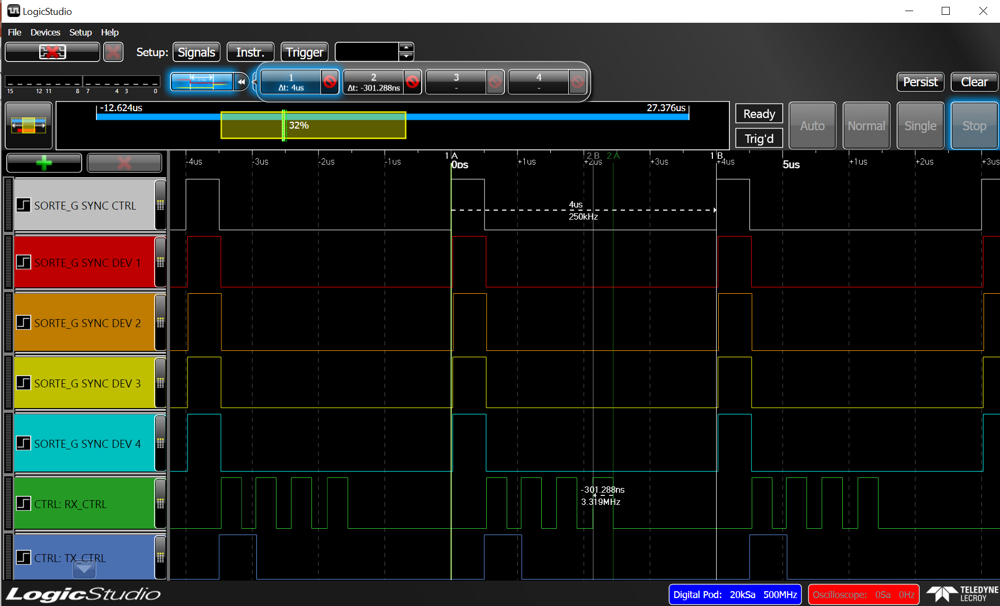 LogicStudio
File Devices Setup Help
Setup: Signals Instr. Trigger
1 2 3 4
Δt: 4us Δt: -301.288ns - -
15 12 11 8 7 4 3 0
Persist Clear
-12.624us 27.376us
32%
Ready
Trig'd
Auto Normal Single Stop
1 A 2 B 2 A 1 B
-4us -3us -2us -1us 0ps +1us +2us +3us +4us 5us +1us +2us +3us
SORTE_G SYNC CTRL
4us
250kHz
SORTE_G SYNC DEV 1
SORTE_G SYNC DEV 2
SORTE_G SYNC DEV 3
SORTE_G SYNC DEV 4
CTRL: RX_CTRL
-301.288ns
3.319MHz
CTRL: TX_CTRL
LogicStudio
Digital Pod: 20kSa 500MHz
Oscilloscope: 0Sa 0Hz
TELEDYNE
LECROY